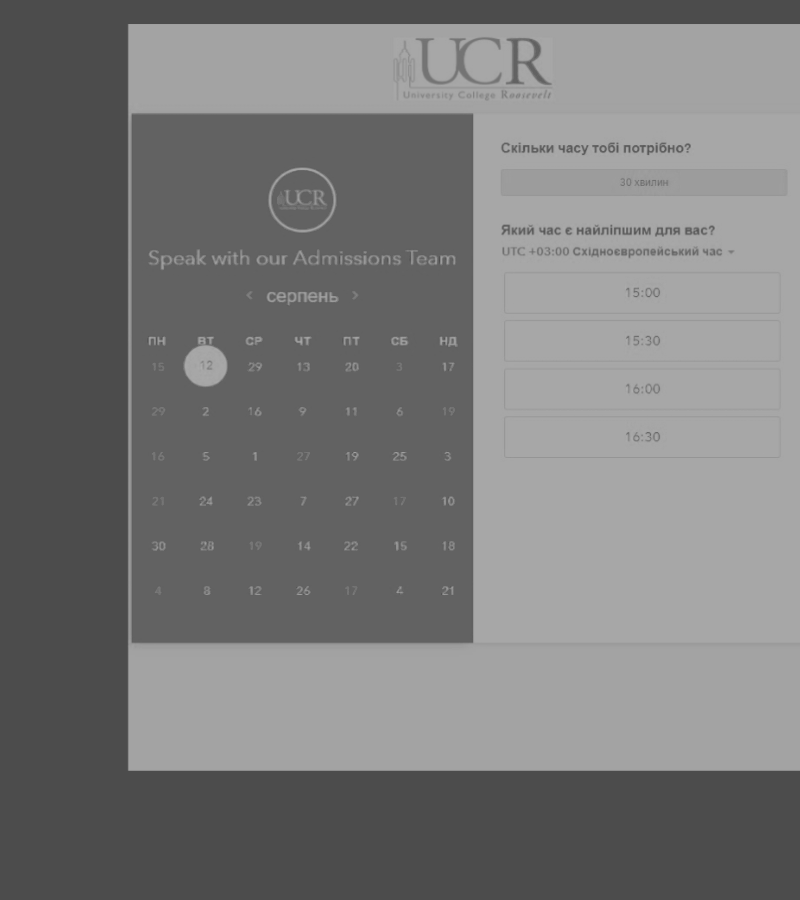 UCR
University College Roosevelt
UCR
Speak with our Admissions Team
серпень
ПН ВТ СР ЧТ ПТ СБ НД
15 12 29 13 20 3 17
29 2 16 9 11 6 19
16 5 1 27 19 25 3
21 24 23 7 27 17 10
30 28 19 14 22 15 18
4 8 12 26 17 4 21
Скільки часу тобі потрібно?
30 хвилин
Який час є найліпшим для вас?
UTC +03:00 Східноєвропейський час
15:00
15:30
16:00
16:30